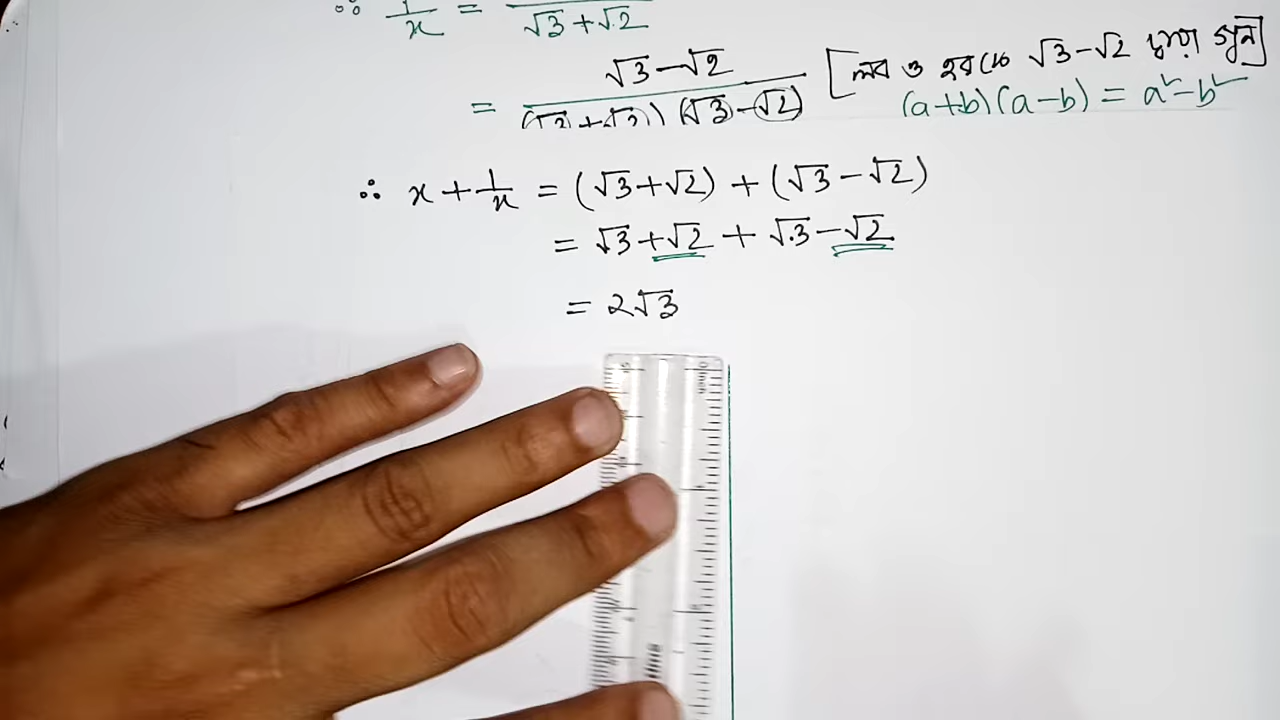 ∴ 1/x = /(√3+√2)
= (√3-√2)/((√3+√2)(√3-√2)) [লব ও হরকে √3-√2 দ্বারা গুন]
(a+b)(a-b) = a²-b²
∴ x + 1/x = (√3+√2) + (√3-√2)
= √3+√2 + √3-√2
= 2√3